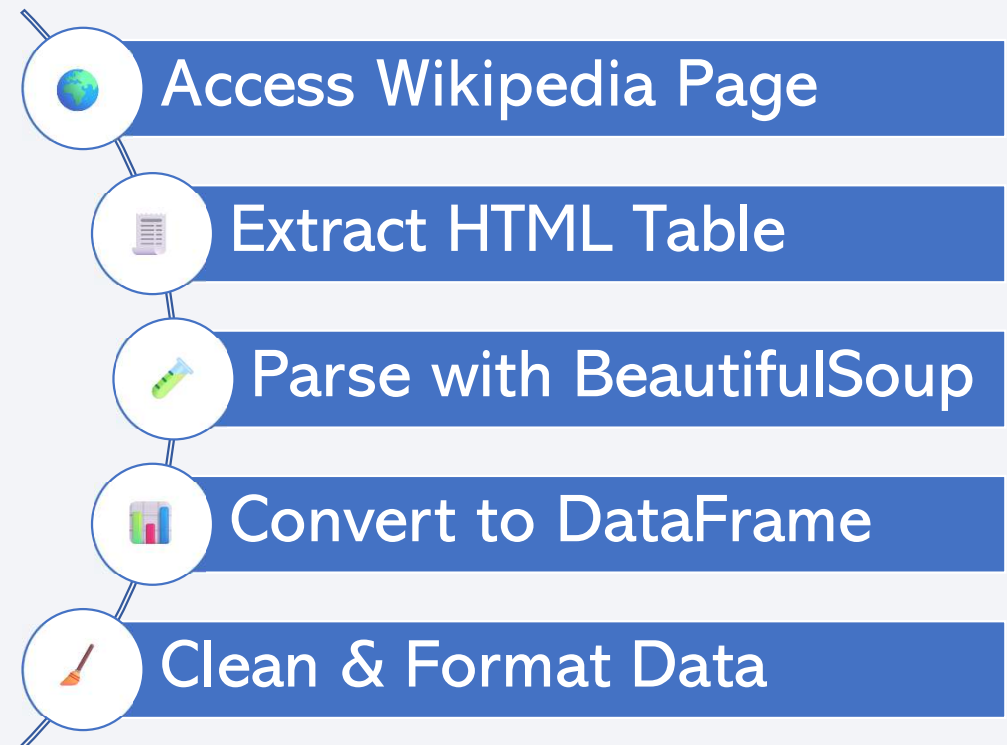 Access Wikipedia Page
Extract HTML Table
Parse with BeautifulSoup
Convert to DataFrame
Clean & Format Data